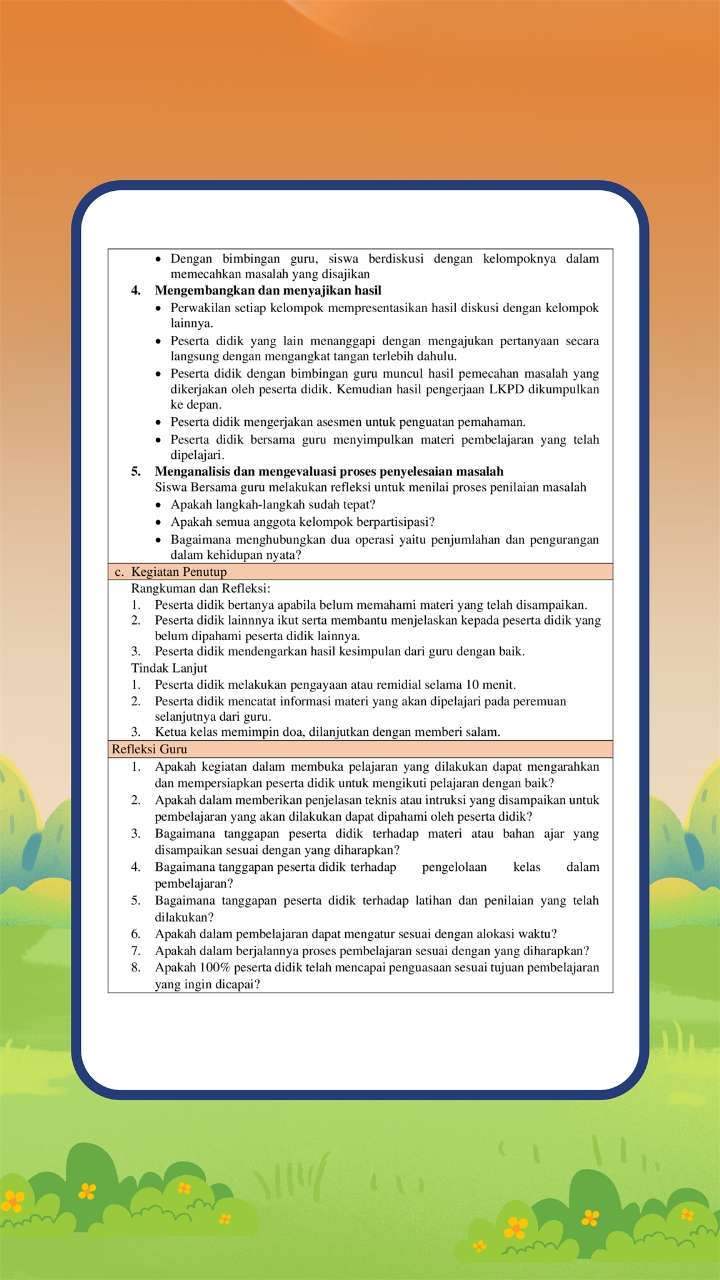 • Dengan bimbingan guru, siswa berdiskusi dengan kelompoknya dalam
memecahkan masalah yang disajikan
4. Mengembangkan dan menyajikan hasil
• Perwakilan setiap kelompok mempresentasikan hasil diskusi dengan kelompok
lainnya.
• Peserta didik yang lain menanggapi dengan mengajukan pertanyaan secara
langsung dengan mengangkat tangan terlebih dahulu.
• Peserta didik dengan bimbingan guru muncul hasil pemecahan masalah yang
dikerjakan oleh peserta didik. Kemudian hasil pengerjaan LKPD dikumpulkan
ke depan.
• Peserta didik mengerjakan asesmen untuk penguatan pemahaman.
• Peserta didik bersama guru menyimpulkan materi pembelajaran yang telah
dipelajari.
5. Menganalisis dan mengevaluasi proses penyelesaian masalah
Siswa Bersama guru melakukan refleksi untuk menilai proses penilaian masalah
• Apakah langkah-langkah sudah tepat?
• Apakah semua anggota kelompok berpartisipasi?
• Bagaimana menghubungkan dua operasi yaitu penjumlahan dan pengurangan
dalam kehidupan nyata?
c. Kegiatan Penutup
Rangkuman dan Refleksi:
1. Peserta didik bertanya apabila belum memahami materi yang telah disampaikan.
2. Peserta didik lainnnya ikut serta membantu menjelaskan kepada peserta didik yang
belum dipahami peserta didik lainnya.
3. Peserta didik mendengarkan hasil kesimpulan dari guru dengan baik.
Tindak Lanjut
1. Peserta didik melakukan pengayaan atau remidial selama 10 menit.
2. Peserta didik mencatat informasi materi yang akan dipelajari pada peremuan
selanjutnya dari guru.
3. Ketua kelas memimpin doa, dilanjutkan dengan memberi salam.
Refleksi Guru
1. Apakah kegiatan dalam membuka pelajaran yang dilakukan dapat mengarahkan
dan mempersiapkan peserta didik untuk mengikuti pelajaran dengan baik?
2. Apakah dalam memberikan penjelasan teknis atau intruksi yang disampaikan untuk
pembelajaran yang akan dilakukan dapat dipahami oleh peserta didik?
3. Bagaimana tanggapan peserta didik terhadap materi atau bahan ajar yang
disampaikan sesuai dengan yang diharapkan?
4. Bagaimana tanggapan peserta didik terhadap pengelolaan kelas dalam
pembelajaran?
5. Bagaimana tanggapan peserta didik terhadap latihan dan penilaian yang telah
dilakukan?
6. Apakah dalam pembelajaran dapat mengatur sesuai dengan alokasi waktu?
7. Apakah dalam berjalannya proses pembelajaran sesuai dengan yang diharapkan?
8. Apakah 100% peserta didik telah mencapai penguasaan sesuai tujuan pembelajaran
yang ingin dicapai?